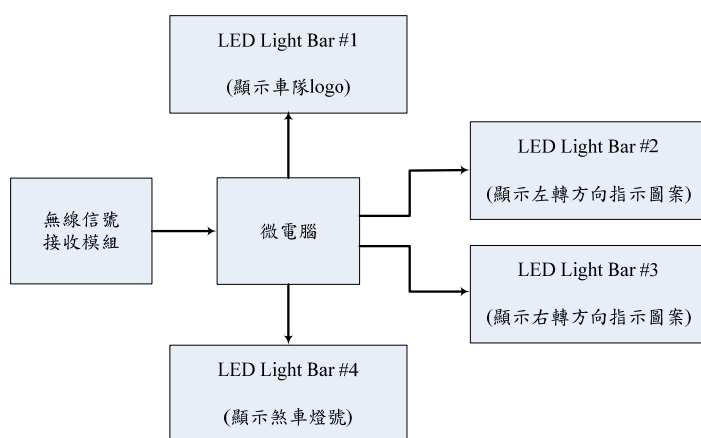 LED Light Bar #1
(顯示車隊logo)
LED Light Bar #2
(顯示左轉方向指示圖案)
無線信號
接收模組
微電腦
LED Light Bar #3
(顯示右轉方向指示圖案)
LED Light Bar #4
(顯示煞車燈號)